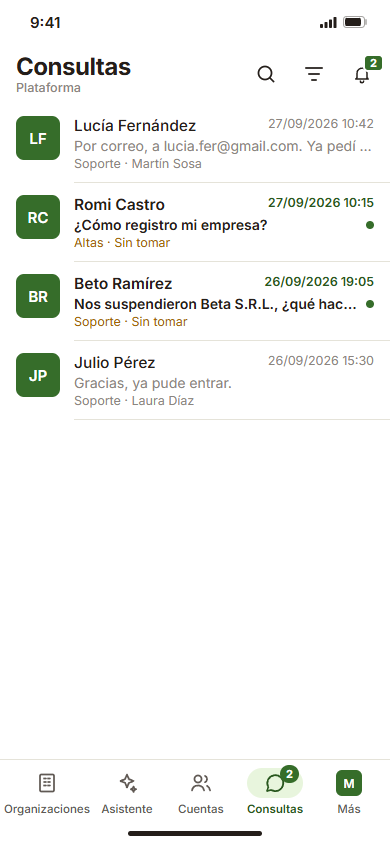 9:41
Consultas
Plataforma
2
LF
Lucía Fernández
27/09/2026 10:42
Por correo, a lucia.fer@gmail.com. Ya pedí ...
Soporte · Martín Sosa
RC
Romi Castro
27/09/2026 10:15
¿Cómo registro mi empresa?
Altas · Sin tomar
BR
Beto Ramírez
26/09/2026 19:05
Nos suspendieron Beta S.R.L., ¿qué hac...
Soporte · Sin tomar
JP
Julio Pérez
26/09/2026 15:30
Gracias, ya pude entrar.
Soporte · Laura Díaz
2
M
Organizaciones
Asistente
Cuentas
Consultas
Más